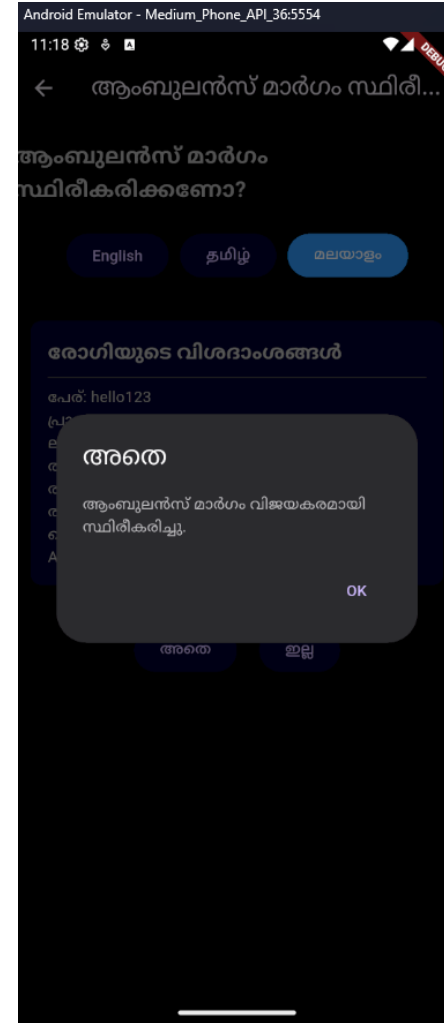 Android Emulator - Medium_Phone_API_36:5554
11:18
ആംബുലൻസ് മാർഗം സ്ഥിരീ...
DEBUG
ആംബുലൻസ് മാർഗം
സ്ഥിരീകരിക്കണോ?
English
தமிழ்
മലയാളം
രോഗിയുടെ വിശദാംശങ്ങൾ
പേര്: hello123
അതെ
ആംബുലൻസ് മാർഗം വിജയകരമായി
സ്ഥിരീകരിച്ചു.
OK
അതെ
ഇല്ല